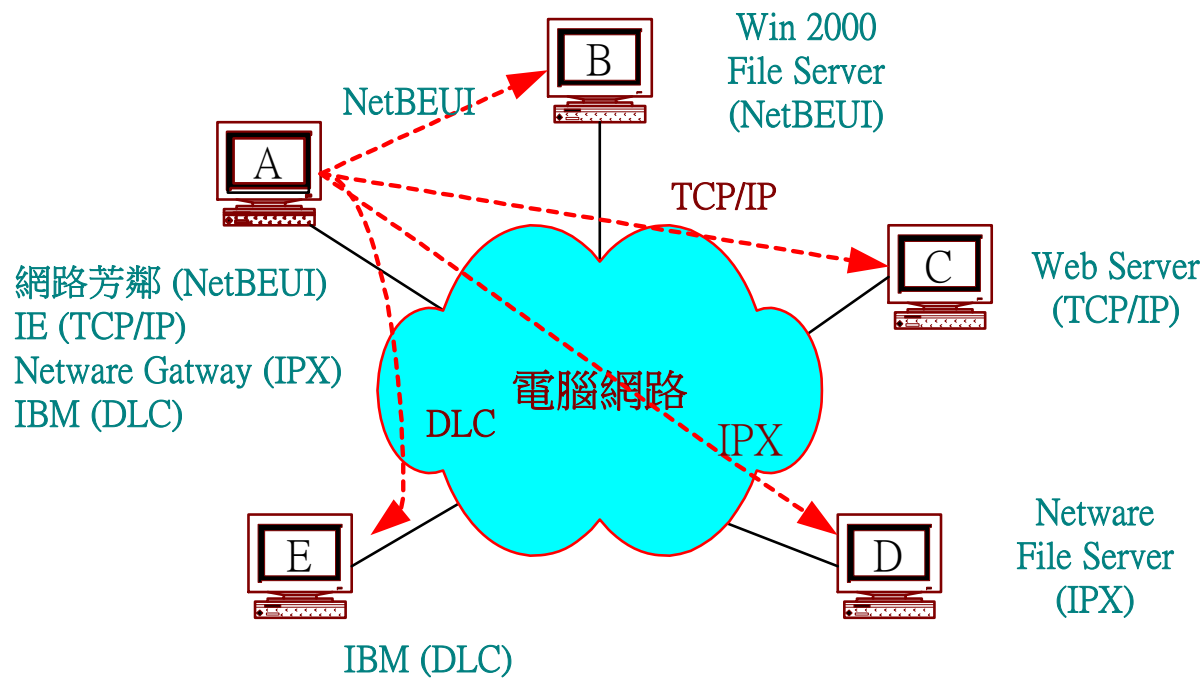 B
Win 2000
File Server
(NetBEUI)
NetBEUI
A
TCP/IP
C
Web Server
(TCP/IP)
網路芳鄰 (NetBEUI)
IE (TCP/IP)
Netware Gatway (IPX)
IBM (DLC)
電腦網路
DLC
IPX
E
IBM (DLC)
D
Netware
File Server
(IPX)